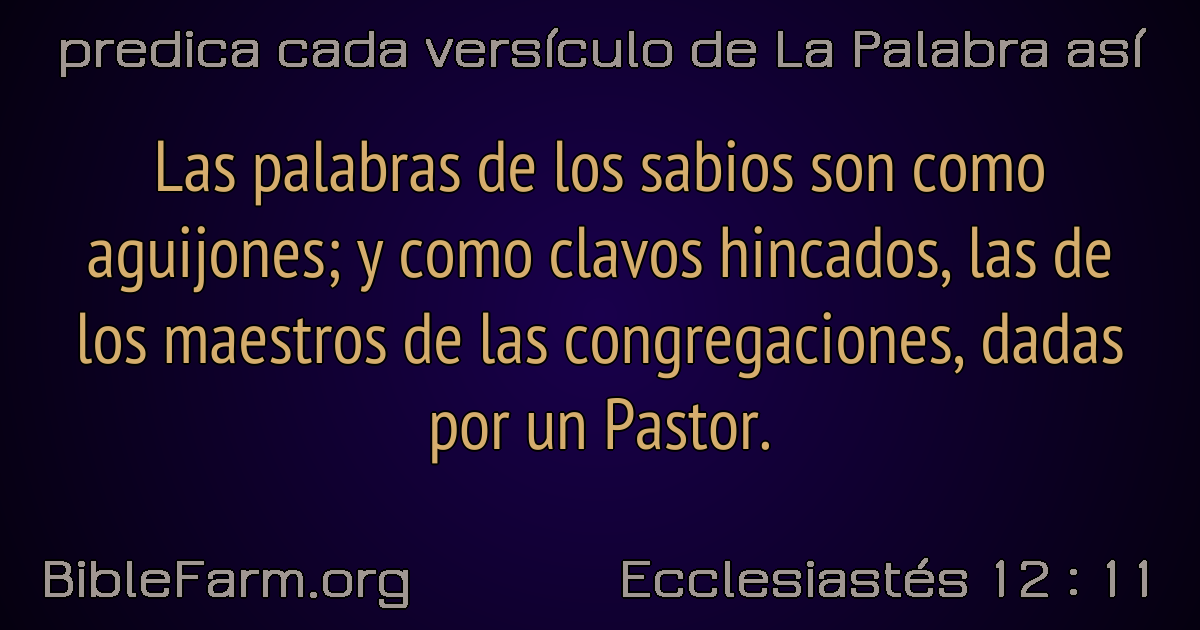 predica cada versículo de La Palabra así
Las palabras de los sabios son como
aguijones; y como clavos hincados, las de
los maestros de las congregaciones, dadas
por un Pastor.
BibleFarm.org
Ecclesiastés 12 : 11